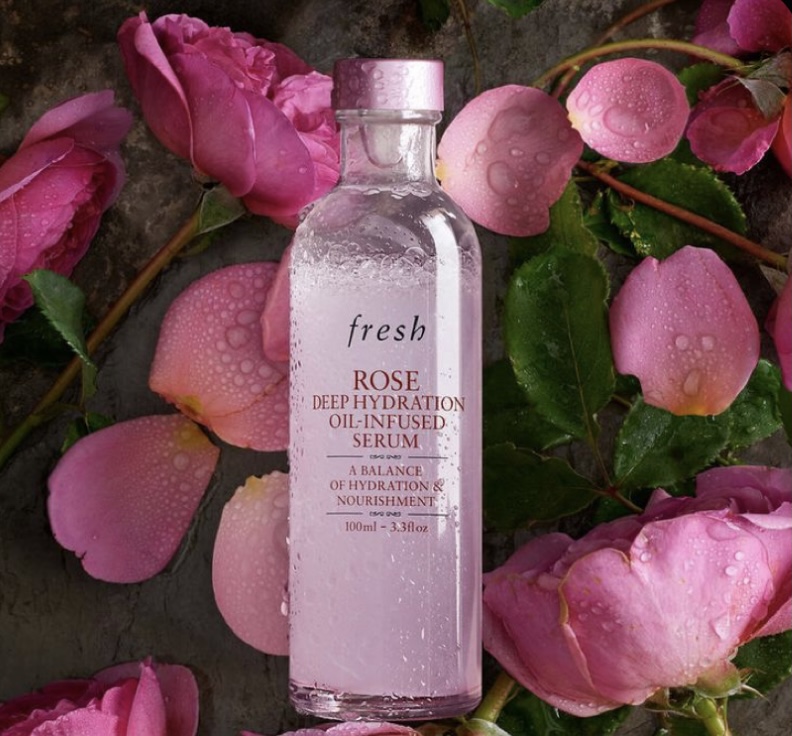 fresh
ROSE
DEEP HYDRATION
OIL-INFUSED
SERUM
A BALANCE
OF HYDRATION &
NOURISHMENT
100ml - 3.3fl oz